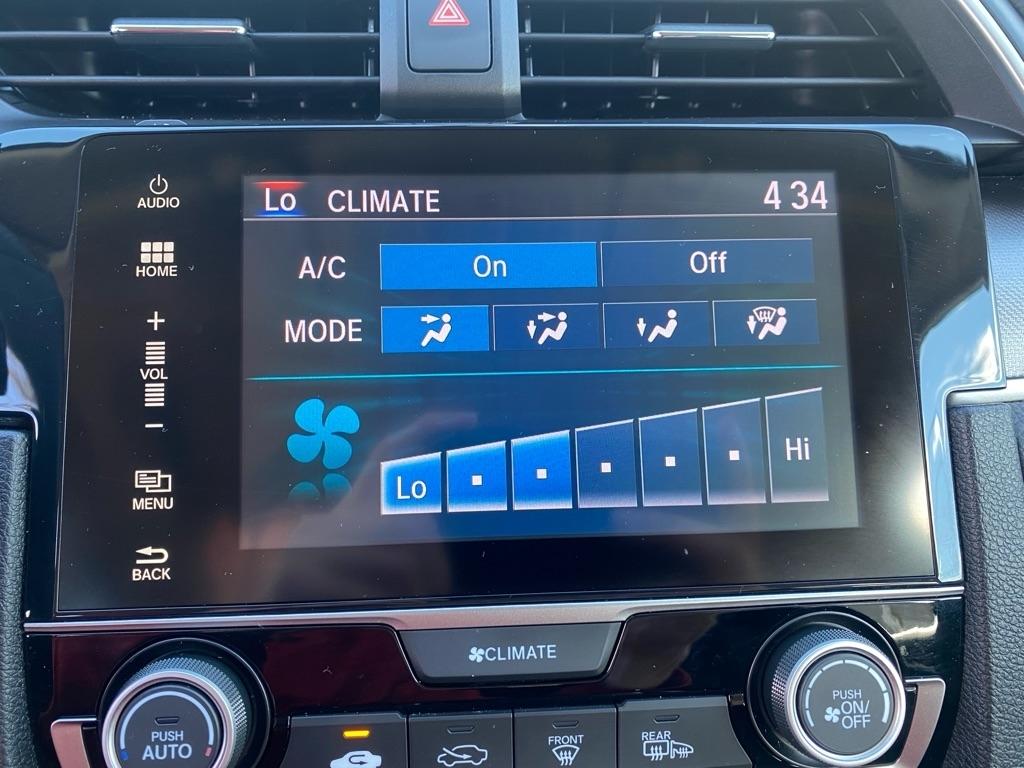 AUDIO
HOME
VOL
MENU
BACK
Lo CLIMATE 4 34
A/C On Off
MODE
Lo Hi
CLIMATE
PUSH
AUTO
FRONT
REAR
PUSH
ON/
OFF